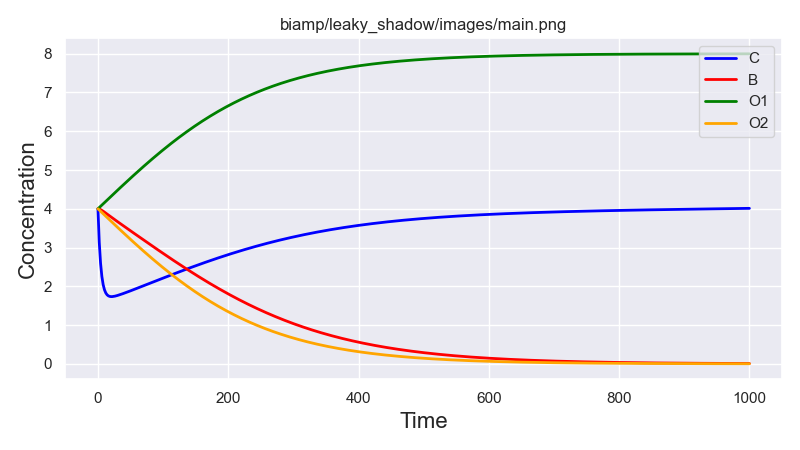 biamp/leaky_shadow/images/main.png
Concentration
8
7
6
5
4
3
2
1
0
C
B
O1
O2
0 200 400 600 800 1000
Time